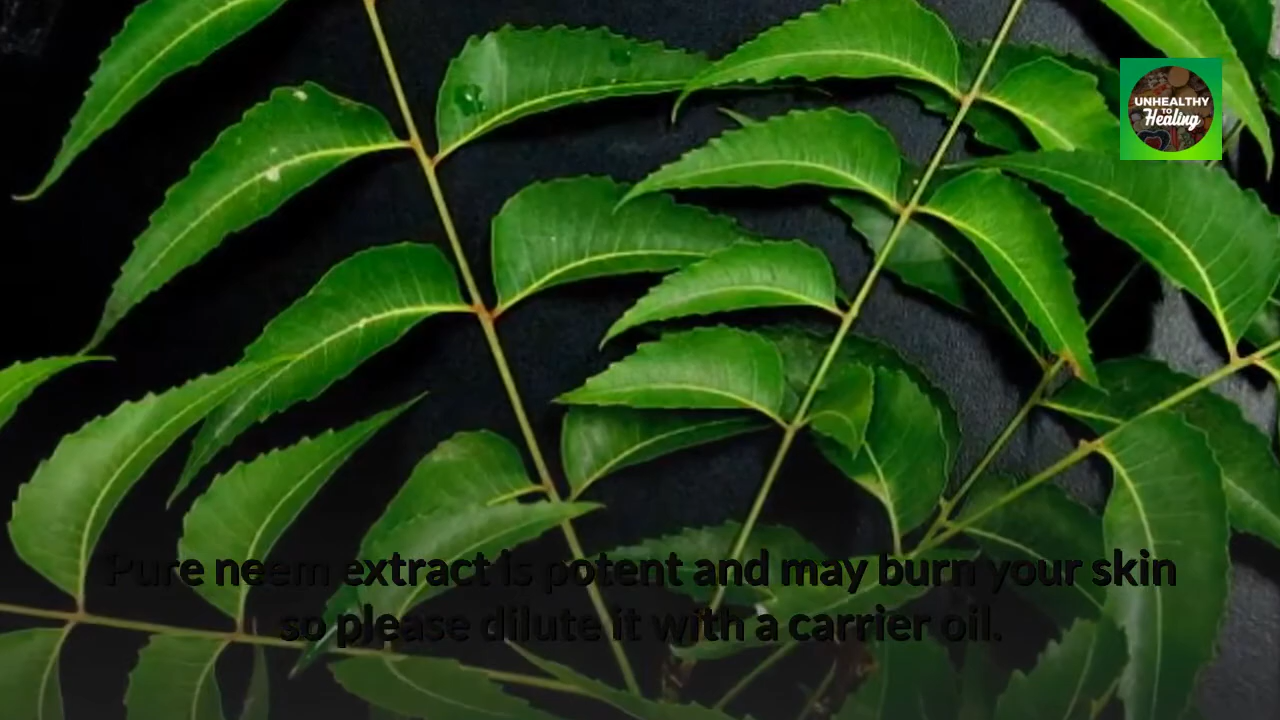 UNHEALTHY
TO
Healing
Pure neem extract is potent and may burn your skin
so please dilute it with a carrier oil.